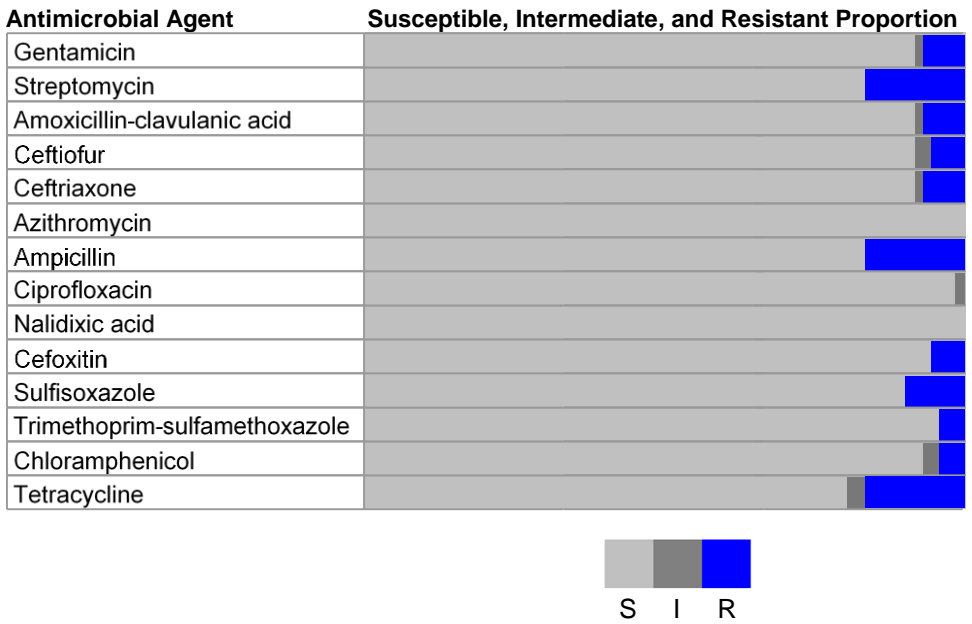 Antimicrobial Agent Susceptible, Intermediate, and Resistant Proportion
Gentamicin
Streptomycin
Amoxicillin-clavulanic acid
Ceftiofur
Ceftriaxone
Azithromycin
Ampicillin
Ciprofloxacin
Nalidixic acid
Cefoxitin
Sulfisoxazole
Trimethoprim-sulfamethoxazole
Chloramphenicol
Tetracycline
S I R